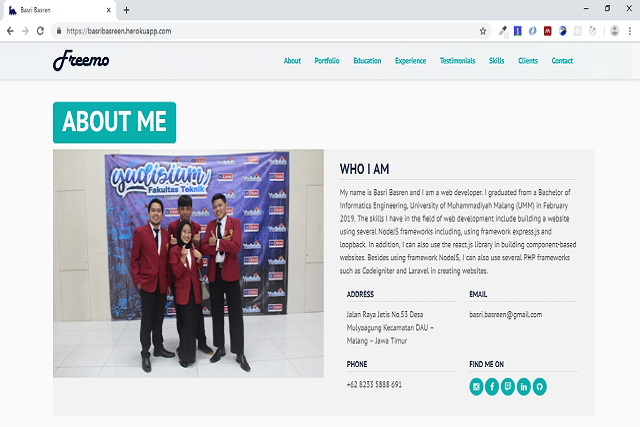 Basri Basren
https://basribasreen.herokuapp.com
Freemo
About Portfolio Education Experience Testimonials Skills Clients Contact
ABOUT ME
yudisium
Fakultas Teknik
WHO I AM
My name is Basri Basren and I am a web developer. I graduated from a Bachelor of
Informatics Engineering, University of Muhammadiyah Malang (UMM) in February
2019. The skills I have in the field of web development include building a website
using several NodeJS frameworks including, using framework express.js and
loopback. In addition, I can also use the react.js library in building component-based
websites. Besides using framework NodeJS, I can also use several PHP frameworks
such as Codeigniter and Laravel in creating websites.
ADDRESS
Jalan Raya Jetis No.53 Desa
Mulyoagung Kecamatan DAU –
Malang – Jawa Timur
EMAIL
basri.basreen@gmail.com
PHONE
+62 8233 5888 691
FIND ME ON